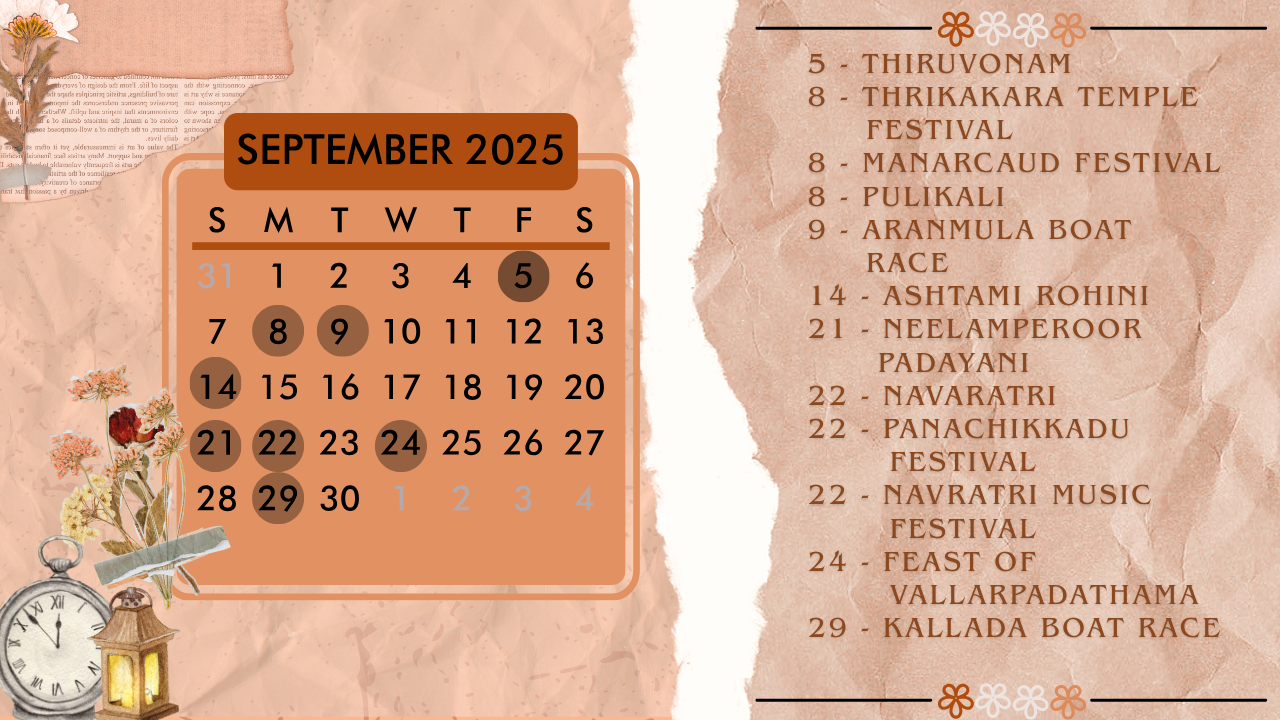 SEPTEMBER 2025
S M T W T F S
31 1 2 3 4 5 6
7 8 9 10 11 12 13
14 15 16 17 18 19 20
21 22 23 24 25 26 27
28 29 30 1 2 3 4
5 - THIRUVONAM
8 - THRIKAKARA TEMPLE
FESTIVAL
8 - MANARCAUD FESTIVAL
8 - PULIKALI
9 - ARANMULA BOAT
RACE
14 - ASHTAMI ROHINI
21 - NEELAMPEROOR
PADAYANI
22 - NAVARATRI
22 - PANACHIKKADU
FESTIVAL
22 - NAVRATRI MUSIC
FESTIVAL
24 - FEAST OF
VALLARPADATHAMA
29 - KALLADA BOAT RACE